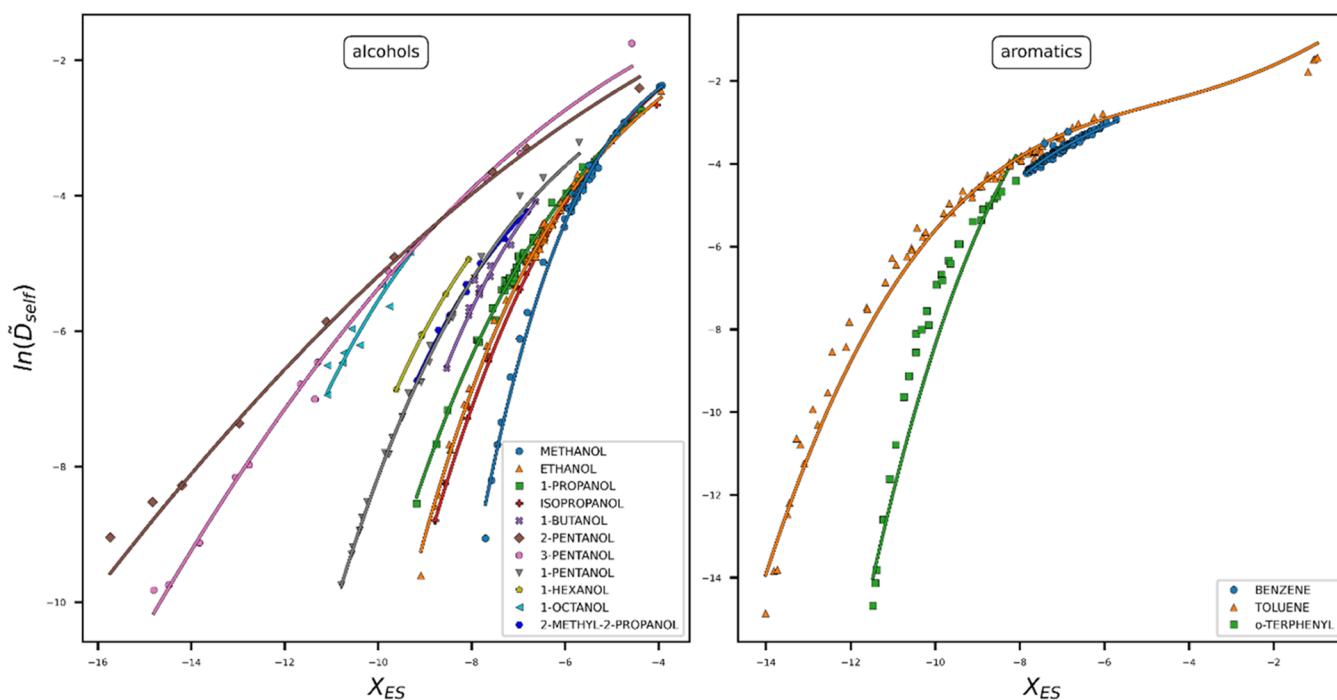 alcohols
ln(D̃self)
−2
−4
−6
−8
−10
−16
−14
−12
−10
−8
−6
−4
XES
METHANOL
ETHANOL
1-PROPANOL
ISOPROPANOL
1-BUTANOL
2-PENTANOL
3-PENTANOL
1-PENTANOL
1-HEXANOL
1-OCTANOL
2-METHYL-2-PROPANOL
aromatics
−2
−4
−6
−8
−10
−12
−14
−14
−12
−10
−8
−6
−4
−2
XES
BENZENE
TOLUENE
o-TERPHENYL